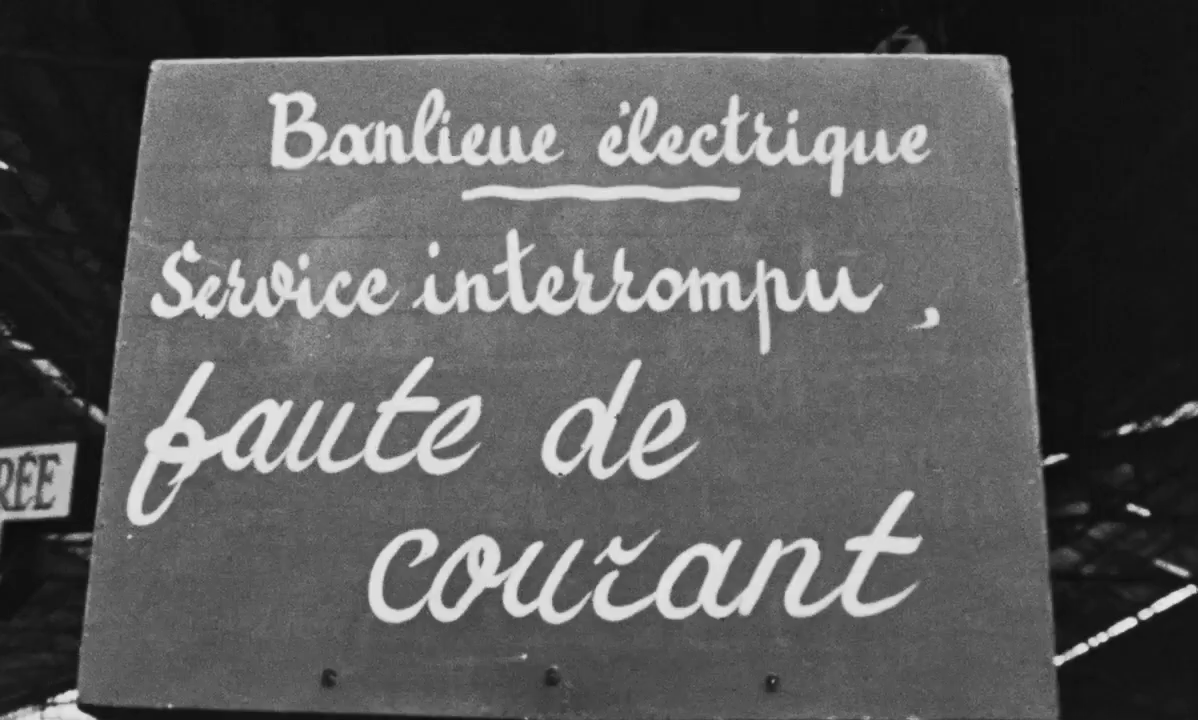 Banlieue électrique
Service interrompu,
faute de
courant
RÉE